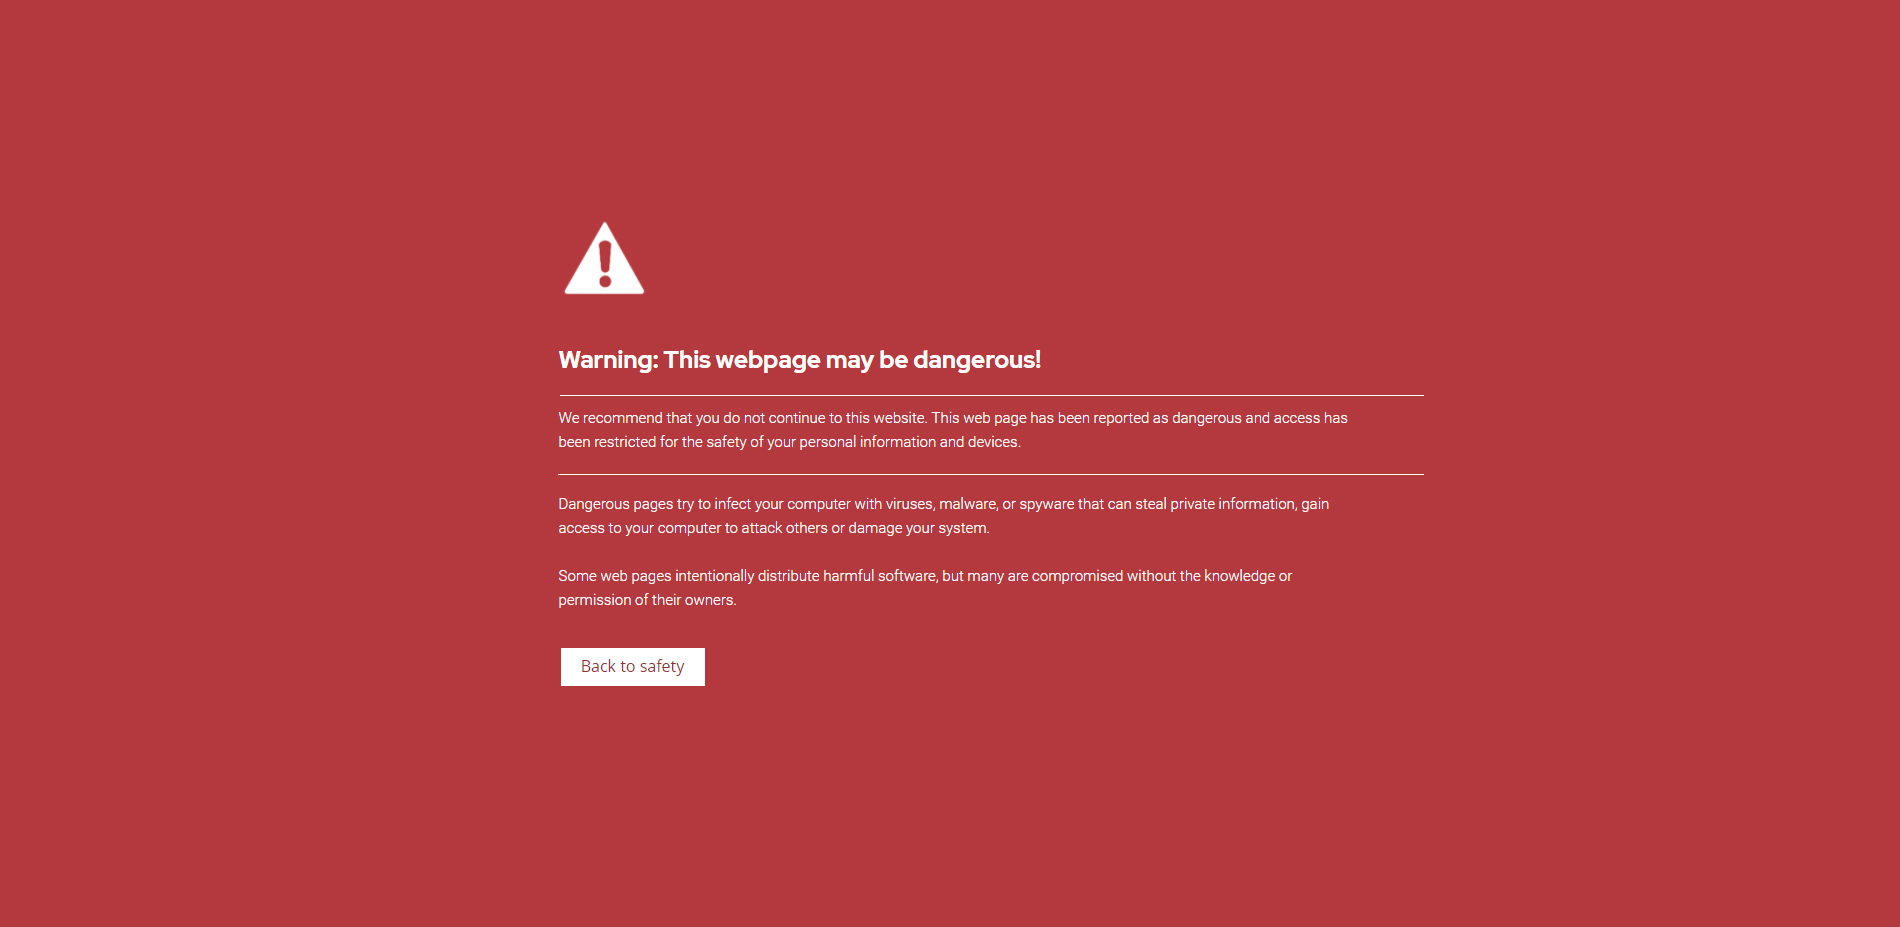 Warning: This webpage may be dangerous!
We recommend that you do not continue to this website. This web page has been reported as dangerous and access has
been restricted for the safety of your personal information and devices.
Dangerous pages try to infect your computer with viruses, malware, or spyware that can steal private information, gain
access to your computer to attack others or damage your system.
Some web pages intentionally distribute harmful software, but many are compromised without the knowledge or
permission of their owners.
Back to safety